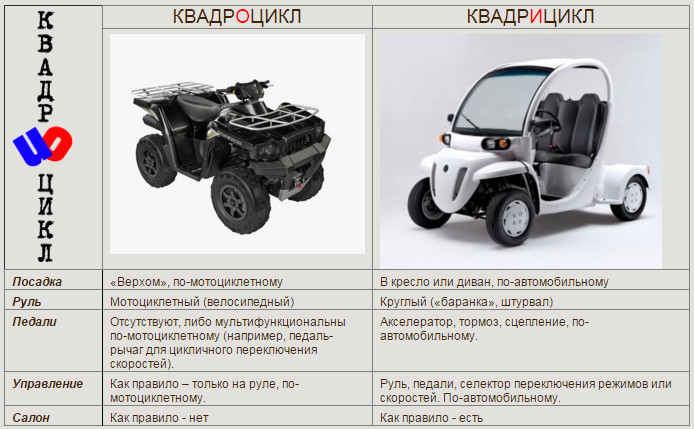 КВАДРОЦИКЛ
КВАДРИЦИКЛ
КВАДР
ЦИКЛ
Посадка
«Верхом», по-мотоциклетному
В кресло или диван, по-автомобильному
Руль
Мотоциклетный (велосипедный)
Круглый («баранка», штурвал)
Педали
Отсутствуют, либо мультифункциональны
по-мотоциклетному (например, педаль-
рычаг для цикличного переключения
скоростей).
Акселератор, тормоз, сцепление, по-
автомобильному.
Управление
Как правило – только на руле, по-
мотоциклетному.
Руль, педали, селектор переключения режимов или
скоростей. По-автомобильному.
Салон
Как правило - нет
Как правило - есть